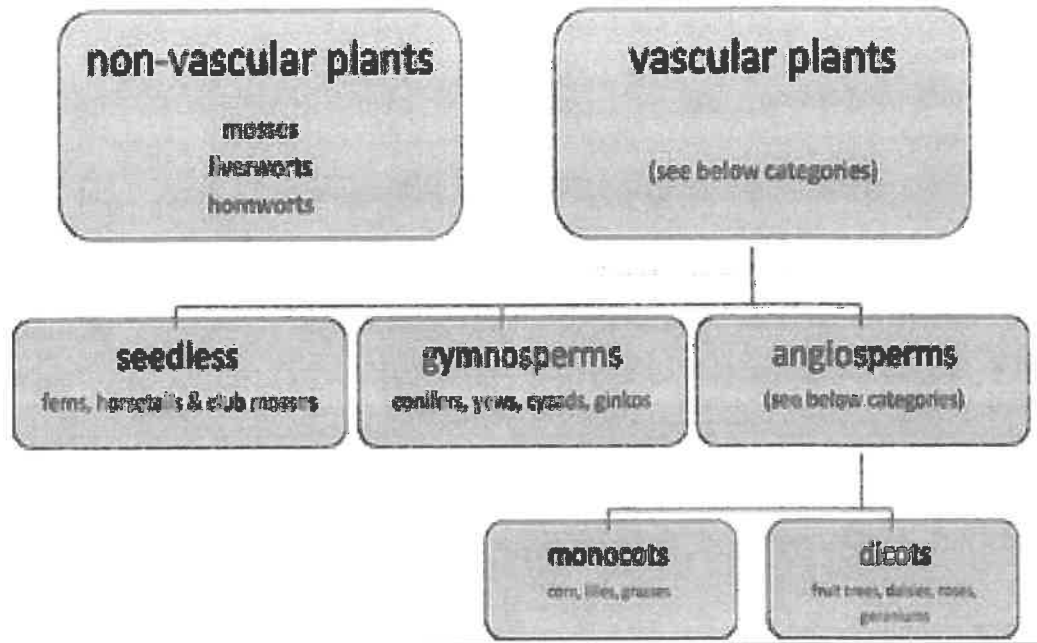 non-vascular plants
mosses
liverworts
hornworts
vascular plants
(see below categories)
seedless
ferns, horsetails & club mosses
gymnosperms
conifers, yews, cycads, ginkos
angiosperms
(see below categories)
monocots
corn, lilies, grasses
dicots
fruit trees, daisies, roses,
geraniums